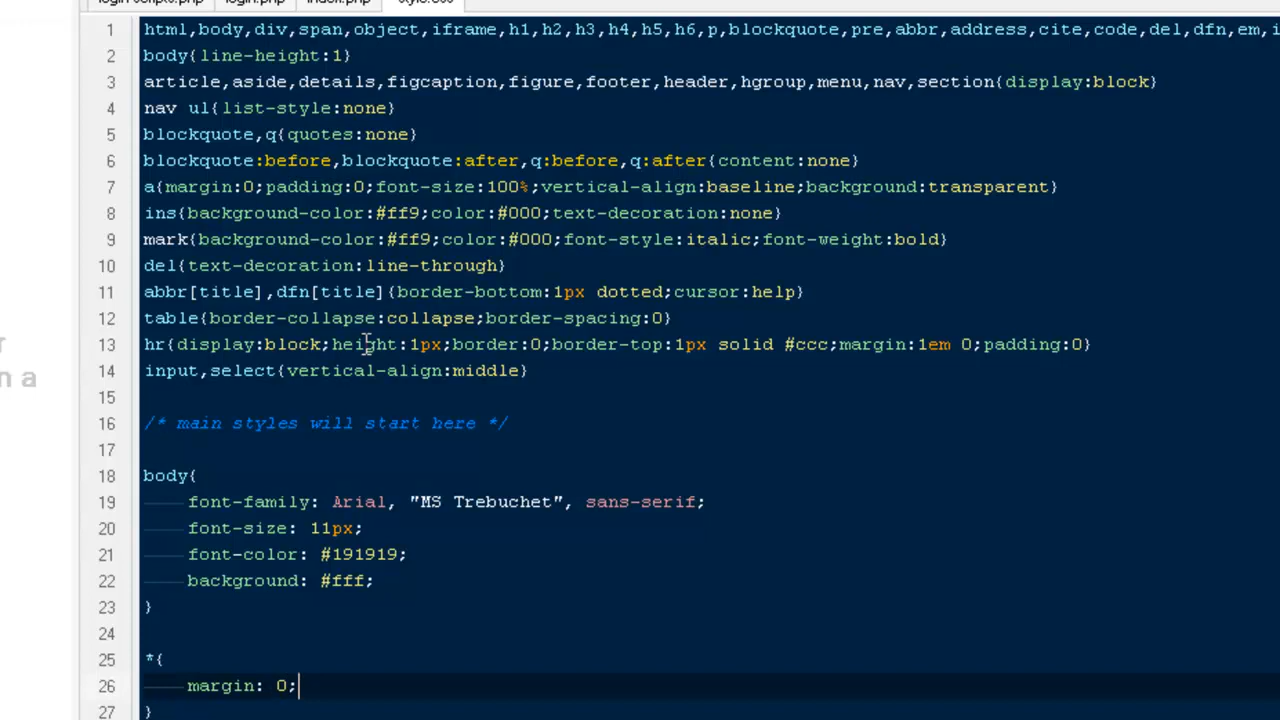 login.php index.php style.css
1 html,body,div,span,object,iframe,h1,h2,h3,h4,h5,h6,p,blockquote,pre,abbr,address,cite,code,del,dfn,em,i
2 body{line-height:1}
3 article,aside,details,figcaption,figure,footer,header,hgroup,menu,nav,section{display:block}
4 nav ul{list-style:none}
5 blockquote,q{quotes:none}
6 blockquote:before,blockquote:after,q:before,q:after{content:none}
7 a{margin:0;padding:0;font-size:100%;vertical-align:baseline;background:transparent}
8 ins{background-color:#ff9;color:#000;text-decoration:none}
9 mark{background-color:#ff9;color:#000;font-style:italic;font-weight:bold}
10 del{text-decoration:line-through}
11 abbr[title],dfn[title]{border-bottom:1px dotted;cursor:help}
12 table{border-collapse:collapse;border-spacing:0}
13 hr{display:block;height:1px;border:0;border-top:1px solid #ccc;margin:1em 0;padding:0}
14 input,select{vertical-align:middle}
15
16 /* main styles will start here */
17
18 body{
19 font-family: Arial, "MS Trebuchet", sans-serif;
20 font-size: 11px;
21 font-color: #191919;
22 background: #fff;
23 }
24
25 *{
26 margin: 0;
27 }
r
n a